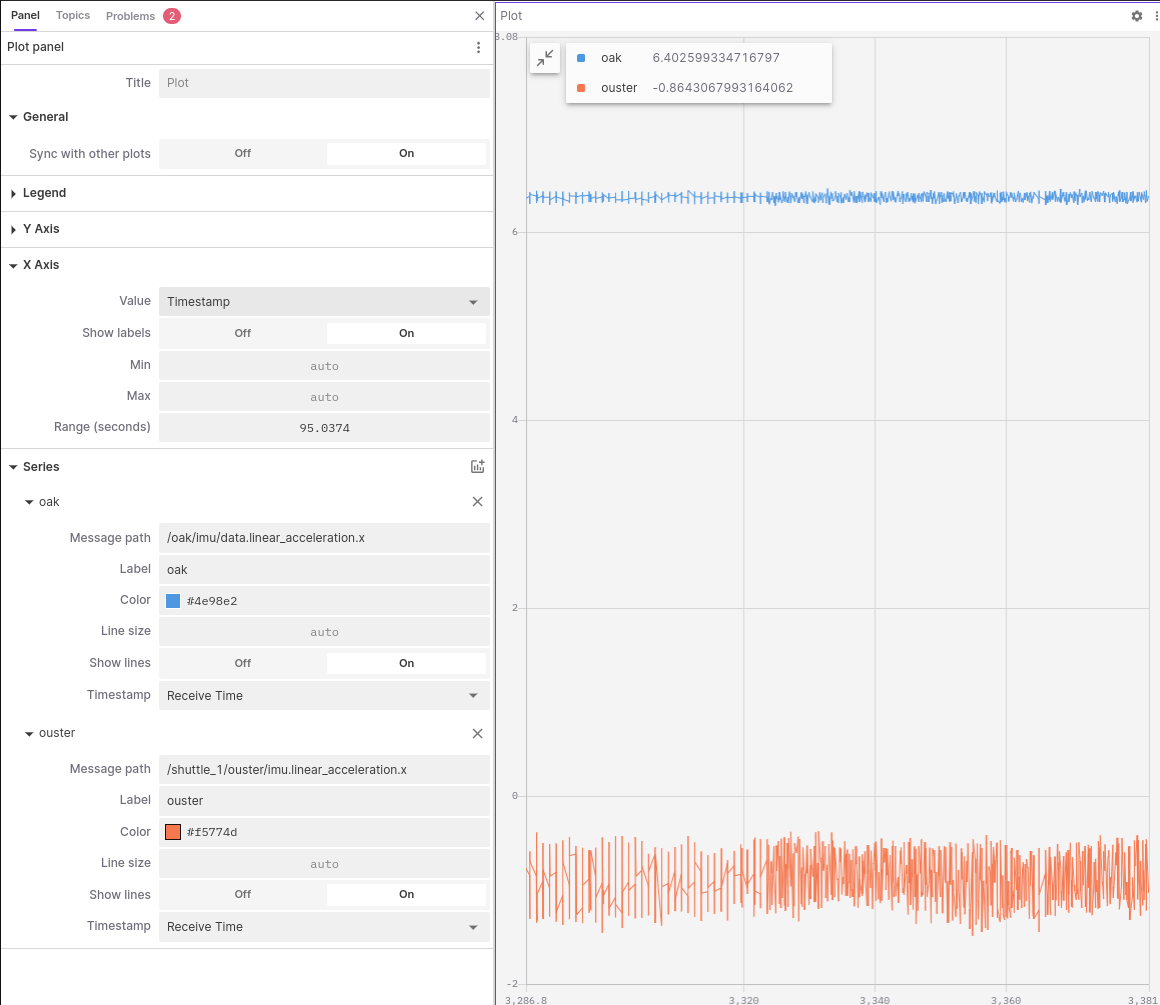 Panel Topics Problems 2
Plot panel
Title Plot
General
Sync with other plots Off On
Legend
Y Axis
X Axis
Value Timestamp
Show labels Off On
Min auto
Max auto
Range (seconds) 95.0374
Series
oak
Message path /oak/imu/data.linear_acceleration.x
Label oak
Color #4e98e2
Line size auto
Show lines Off On
Timestamp Receive Time
ouster
Message path /shuttle_1/ouster/imu.linear_acceleration.x
Label ouster
Color #f5774d
Line size auto
Show lines Off On
Timestamp Receive Time
Plot
8.08
oak 6.402599334716797
ouster -0.8643067993164062
6
4
2
0
-2
3,286.8 3,320 3,340 3,360 3,381